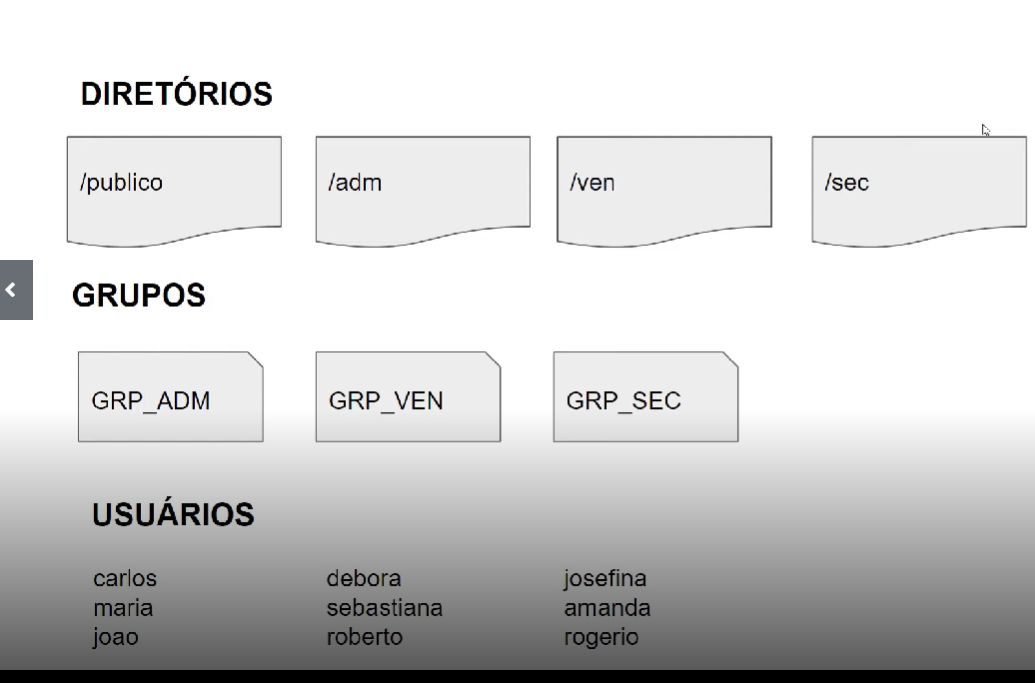 DIRETÓRIOS
/publico /adm /ven /sec
GRUPOS
GRP_ADM GRP_VEN GRP_SEC
USUÁRIOS
carlos debora josefina
maria sebastiana amanda
joao roberto rogerio